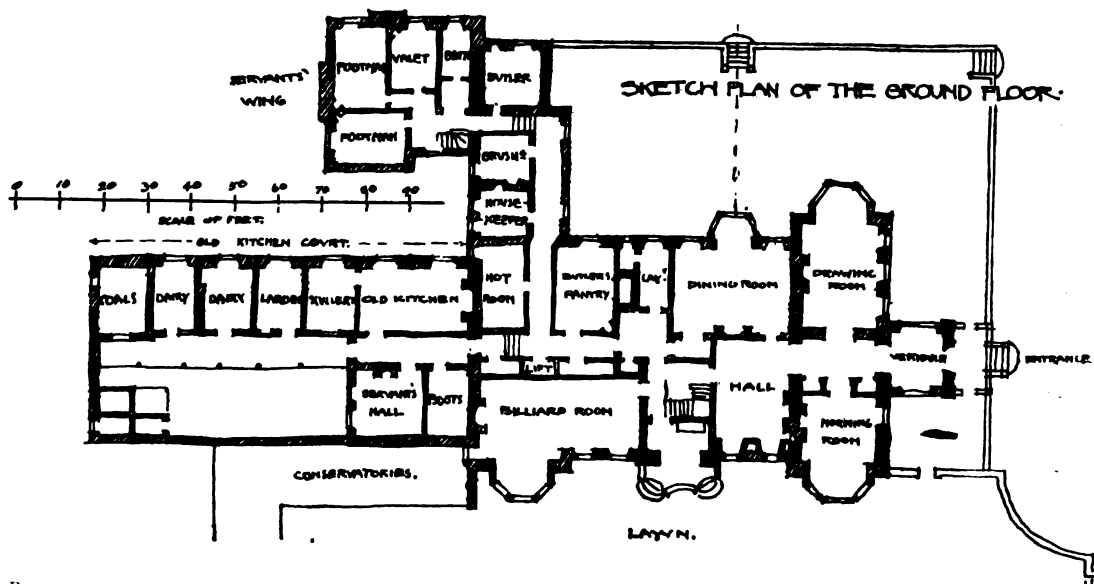 SERVANTS'
WING
FOOTMAN
VALET
BUTLER
FOOTMAN
SKETCH PLAN OF THE GROUND FLOOR.
0 10 20 30 40 50 60 70 80 90
SCALE OF FEET.
BRUSHS
HOUSE
KEEPER
OLD KITCHEN COURT.
COALS
DAIRY
DAIRY
LARDER
SCULLERY
OLD KITCHEN
HOT
ROOM
BUTLER'S
PANTRY
LAVY
DINING ROOM
DRAWING
ROOM
VESTIBULE
ENTRANCE
LIFT
SERVANTS
HALL
BOOTS
BILLIARD ROOM
HALL
MORNING
ROOM
CONSERVATORIES.
LAWN.